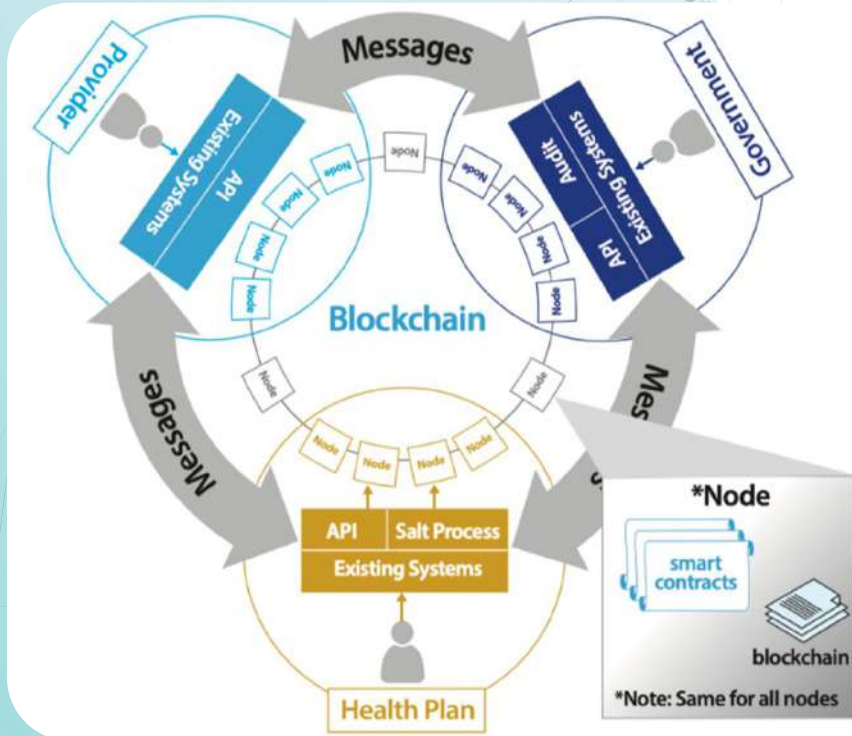 Messages
Provider
Existing Systems
API
Government
Existing Systems
Audit
API
Node
Node
Node
Node
Node
Node
Node
Node
Node
Blockchain
Node
Node
Node
Node
Node
Node
Messages
API
Salt Process
Existing Systems
Health Plan
*Node
smart
contracts
blockchain
*Note: Same for all nodes